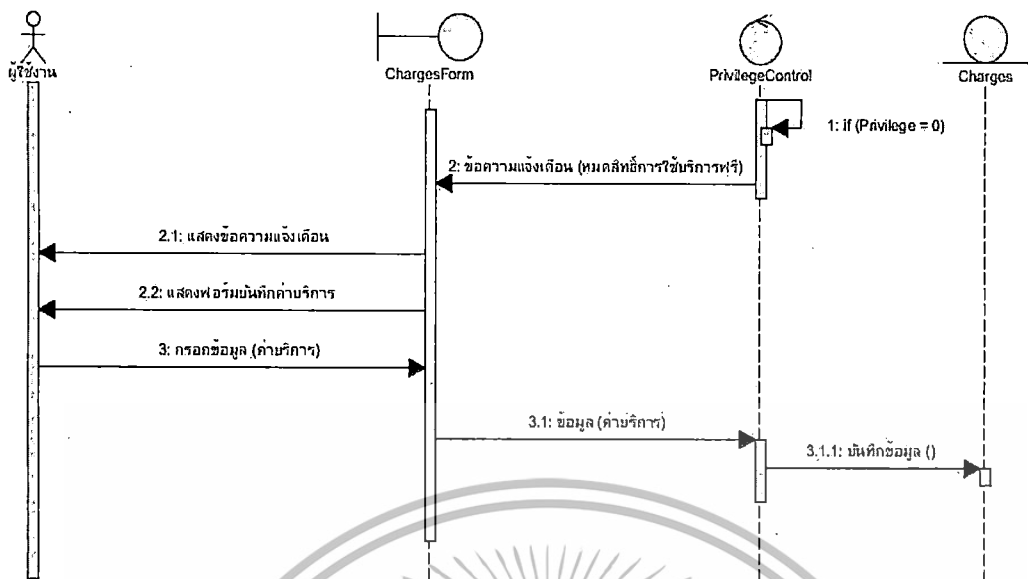 ผู้ใช้งาน
ChargesForm
PrivilegeControl
Charges
1: if (Privilege = 0)
2: ข้อความแจ้งเตือน (หมดสิทธิ์การใช้บริการฟรี)
2.1: แสดงข้อความแจ้งเตือน
2.2: แสดงฟอร์มบันทึกค่าบริการ
3: กรอกข้อมูล (ค่าบริการ)
3.1: ข้อมูล (ค่าบริการ)
3.1.1: บันทึกข้อมูล ()